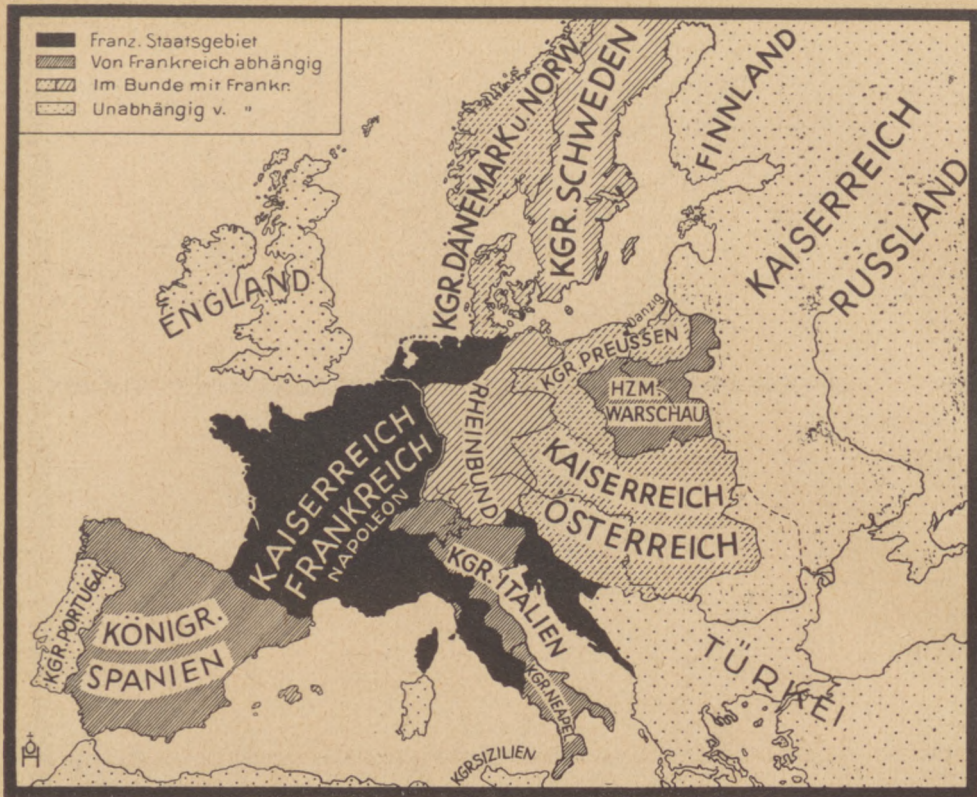 Franz. Staatsgebiet
Von Frankreich abhängig
Im Bunde mit Frankr.
Unabhängig v. "
KGR. DÄNEMARK u. NORW.
KGR. SCHWEDEN
FINNLAND
KAISERREICH
RUSSLAND
ENGLAND
Danzig
KGR. PREUSSEN
HZM.
WARSCHAU
RHEINBUND
KAISERREICH
FRANKREICH
NAPOLEON
KAISERREICH
ÖSTERREICH
KGR. ITALIEN
KGR. PORTUGAL
KÖNIGR.
SPANIEN
KGR. NEAPEL
TÜRKEI
KGR. SIZILIEN